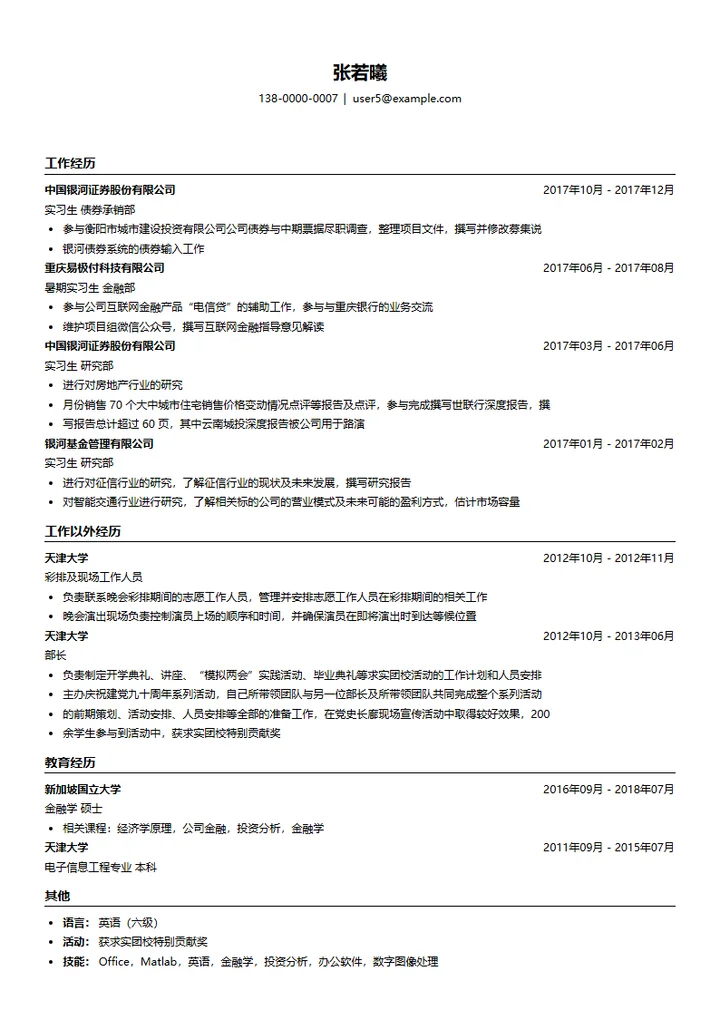 张若曦
138-0000-0007 | user5@example.com
工作经历
中国银河证券股份有限公司 2017年10月 - 2017年12月
实习生 债券承销部
• 参与衡阳市城市建设投资有限公司公司债券与中期票据尽职调查，整理项目文件，撰写并修改募集说
• 银河债券系统的债券输入工作
重庆易极付科技有限公司 2017年06月 - 2017年08月
暑期实习生 金融部
• 参与公司互联网金融产品“电信贷”的辅助工作，参与与重庆银行的业务交流
• 维护项目组微信公众号，撰写互联网金融指导意见解读
中国银河证券股份有限公司 2017年03月 - 2017年06月
实习生 研究部
• 进行对房地产行业的研究
• 月份销售 70 个大中城市住宅销售价格变动情况点评等报告及点评，参与完成撰写世联行深度报告，撰
• 写报告总计超过 60 页，其中云南城投深度报告被公司用于路演
银河基金管理有限公司 2017年01月 - 2017年02月
实习生 研究部
• 进行对征信行业的研究，了解征信行业的现状及未来发展，撰写研究报告
• 对智能交通行业进行研究，了解相关标的公司的营业模式及未来可能的盈利方式，估计市场容量
工作以外经历
天津大学 2012年10月 - 2012年11月
彩排及现场工作人员
• 负责联系晚会彩排期间的志愿工作人员，管理并安排志愿工作人员在彩排期间的相关工作
• 晚会演出现场负责控制演员上场的顺序和时间，并确保演员在即将演出时到达等候位置
天津大学 2012年10月 - 2013年06月
部长
• 负责制定开学典礼、讲座、“模拟两会”实践活动、毕业典礼等求实团校活动的工作计划和人员安排
• 主办庆祝建党九十周年系列活动，自己所带领团队与另一位部长及所带领团队共同完成整个系列活动
• 的前期策划、活动安排、人员安排等全部的准备工作，在党史长廊现场宣传活动中取得较好效果，200
• 余学生参与到活动中，获求实团校特别贡献奖
教育经历
新加坡国立大学 2016年09月 - 2018年07月
金融学 硕士
• 相关课程：经济学原理，公司金融，投资分析，金融学
天津大学 2011年09月 - 2015年07月
电子信息工程专业 本科
其他
• 语言： 英语（六级）
• 活动： 获求实团校特别贡献奖
• 技能： Office，Matlab，英语，金融学，投资分析，办公软件，数字图像处理